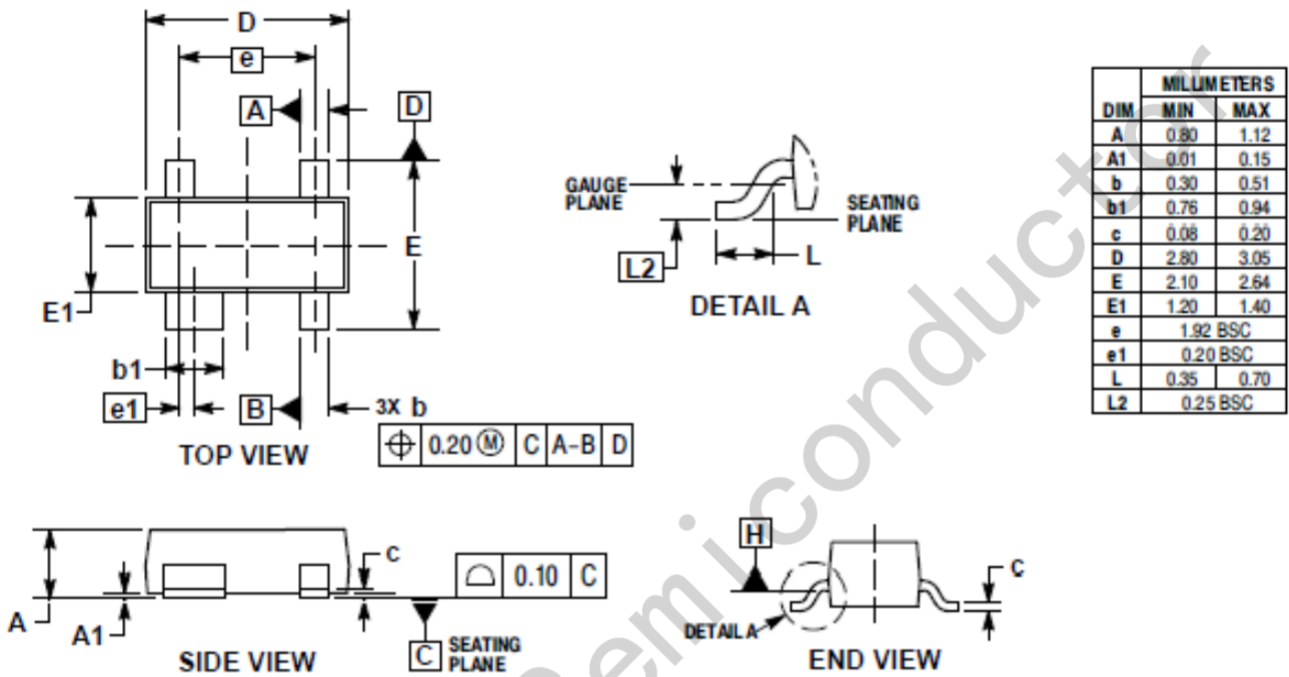 D
e
A
D
E
E1
b1
e1
B
3X b
TOP VIEW
⌖ 0.20 Ⓜ C A-B D
GAUGE
PLANE
SEATING
PLANE
L2
L
DETAIL A
MILLIMETERS
DIM MIN MAX
A 0.80 1.12
A1 0.01 0.15
b 0.30 0.51
b1 0.76 0.94
c 0.08 0.20
D 2.80 3.05
E 2.10 2.64
E1 1.20 1.40
e 1.92 BSC
e1 0.20 BSC
L 0.35 0.70
L2 0.25 BSC
A
A1
c
⌓ 0.10 C
C
SEATING
PLANE
SIDE VIEW
H
DETAIL A
c
END VIEW
emiconductor